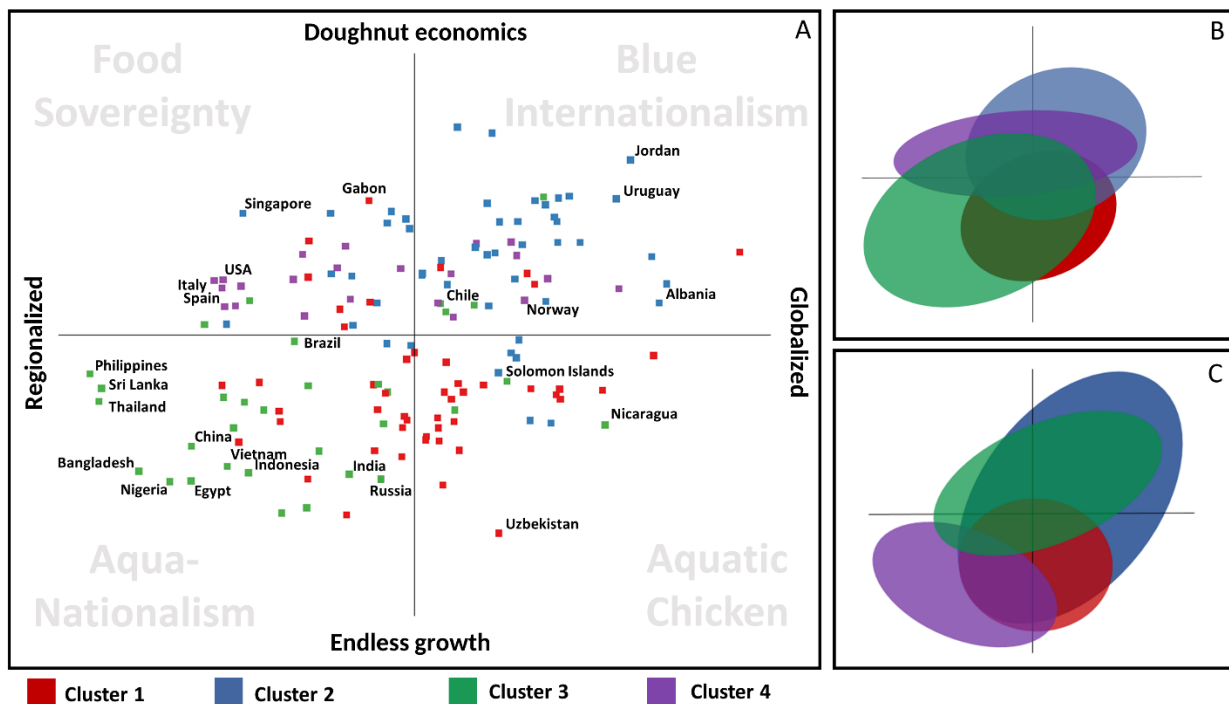 Doughnut economics
A
Food
Sovereignty
Blue
Internationalism
Jordan
Gabon
Uruguay
Singapore
USA
Italy
Spain
Chile
Norway
Albania
Regionalized
Globalized
Brazil
Philippines
Sri Lanka
Thailand
Solomon Islands
Nicaragua
China
Vietnam
Bangladesh
Indonesia
India
Nigeria
Egypt
Russia
Uzbekistan
Aqua-
Nationalism
Aquatic
Chicken
Endless growth
B
C
Cluster 1
Cluster 2
Cluster 3
Cluster 4